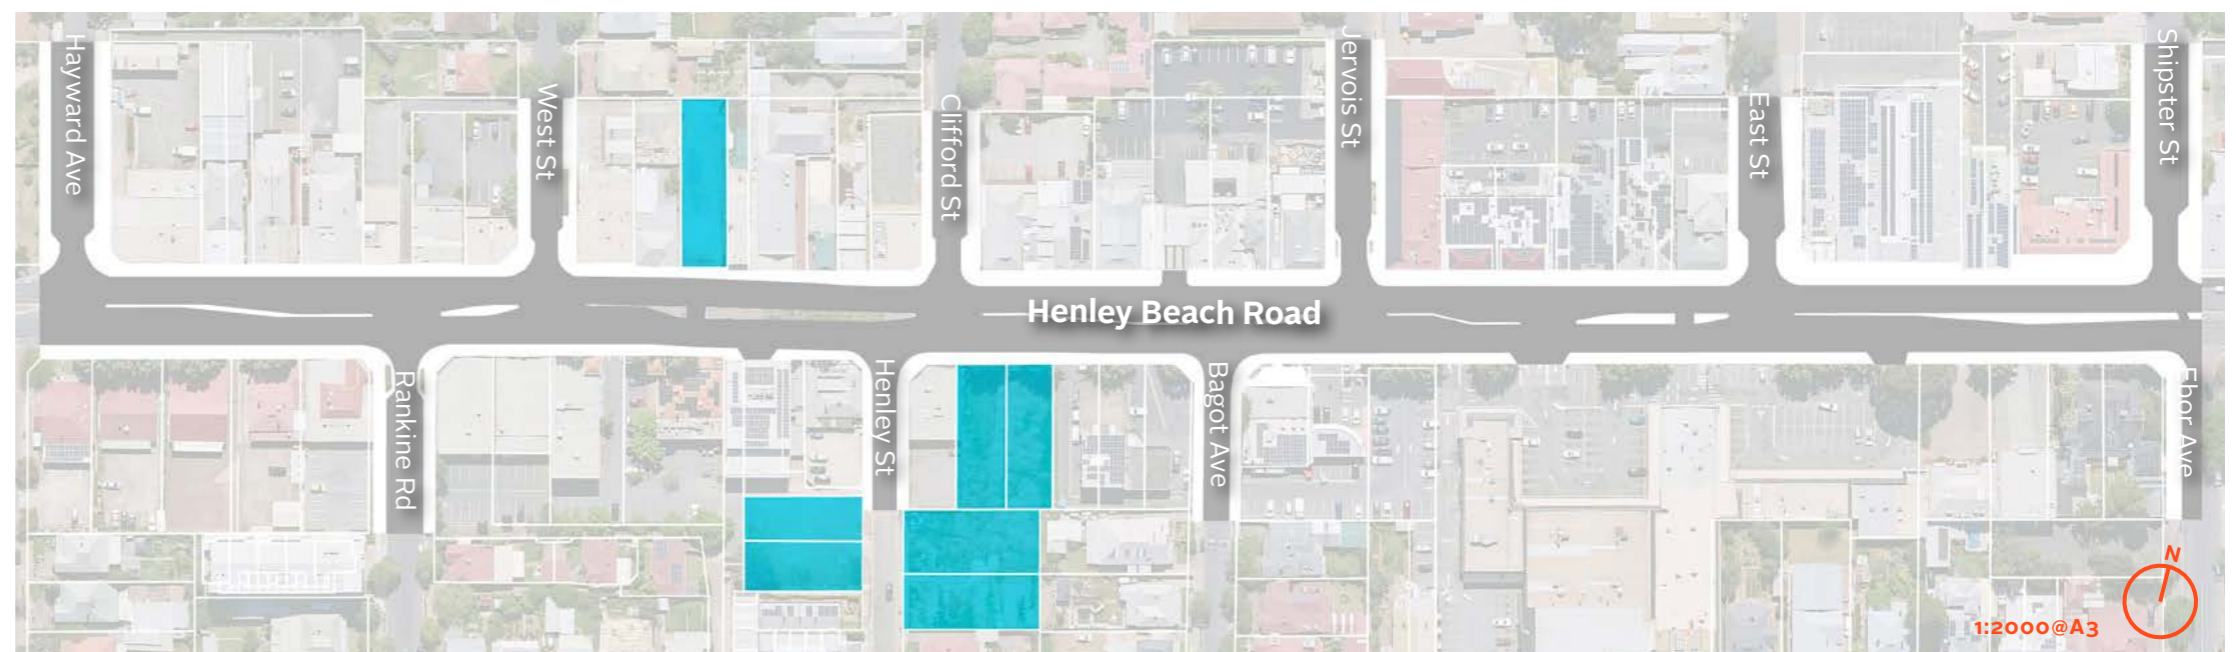 Hayward Ave
West St
Clifford St
Jervois St
East St
Shipster St
Henley Beach Road
Rankine Rd
Henley St
Bagot Ave
Ebor Ave
N
1:2000@A3